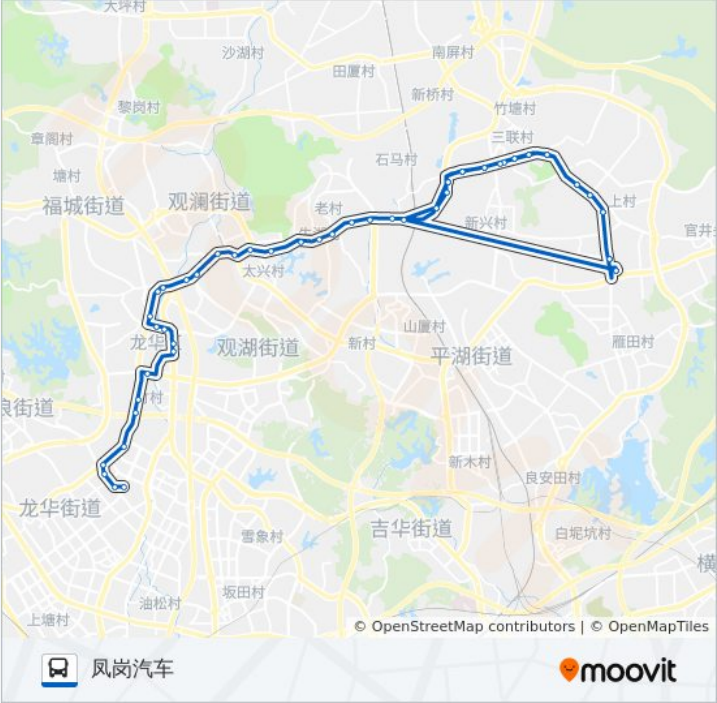 大坪村
沙湖村
南屏村
田厦村
新桥村
黎岗村
竹塘村
章阁村
三联村
石马村
塘村
福城街道
观澜街道
老村
上村
新兴村
官井
太兴村
山厦村
龙华
观湖街道
新村
平湖街道
雁田村
村
浪街道
新木村
良安田村
龙华街道
吉华街道
雪象村
白坭坑村
横
坂田村
油松村
上塘村
© OpenStreetMap contributors | © OpenMapTiles
凤岗汽车
moovit